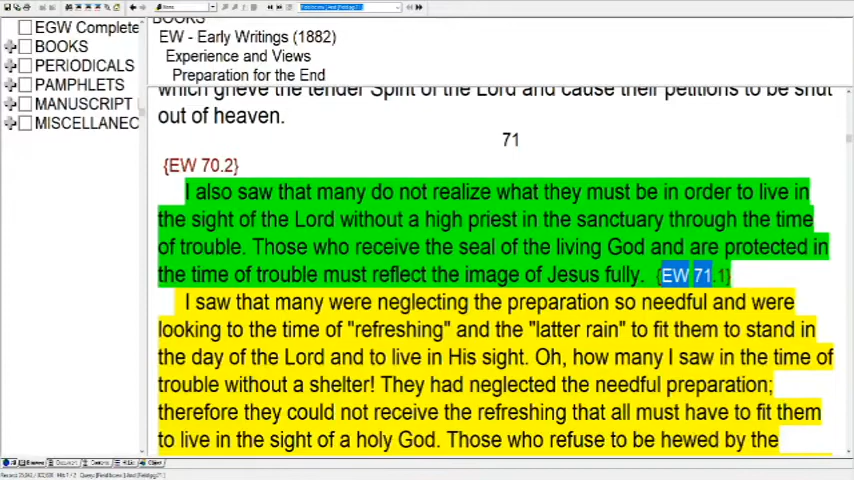 EGW Complete
BOOKS
PERIODICALS
PAMPHLETS
MANUSCRIPT
MISCELLANEC
BOOKS
EW - Early Writings (1882)
Experience and Views
Preparation for the End
which grieve the tender Spirit of the Lord and cause their petitions to be shut
out of heaven.
71
{EW 70.2}
I also saw that many do not realize what they must be in order to live in
the sight of the Lord without a high priest in the sanctuary through the time
of trouble. Those who receive the seal of the living God and are protected in
the time of trouble must reflect the image of Jesus fully. {EW 71.1}
I saw that many were neglecting the preparation so needful and were
looking to the time of "refreshing" and the "latter rain" to fit them to stand in
the day of the Lord and to live in His sight. Oh, how many I saw in the time of
trouble without a shelter! They had neglected the needful preparation;
therefore they could not receive the refreshing that all must have to fit them
to live in the sight of a holy God. Those who refuse to be hewed by the